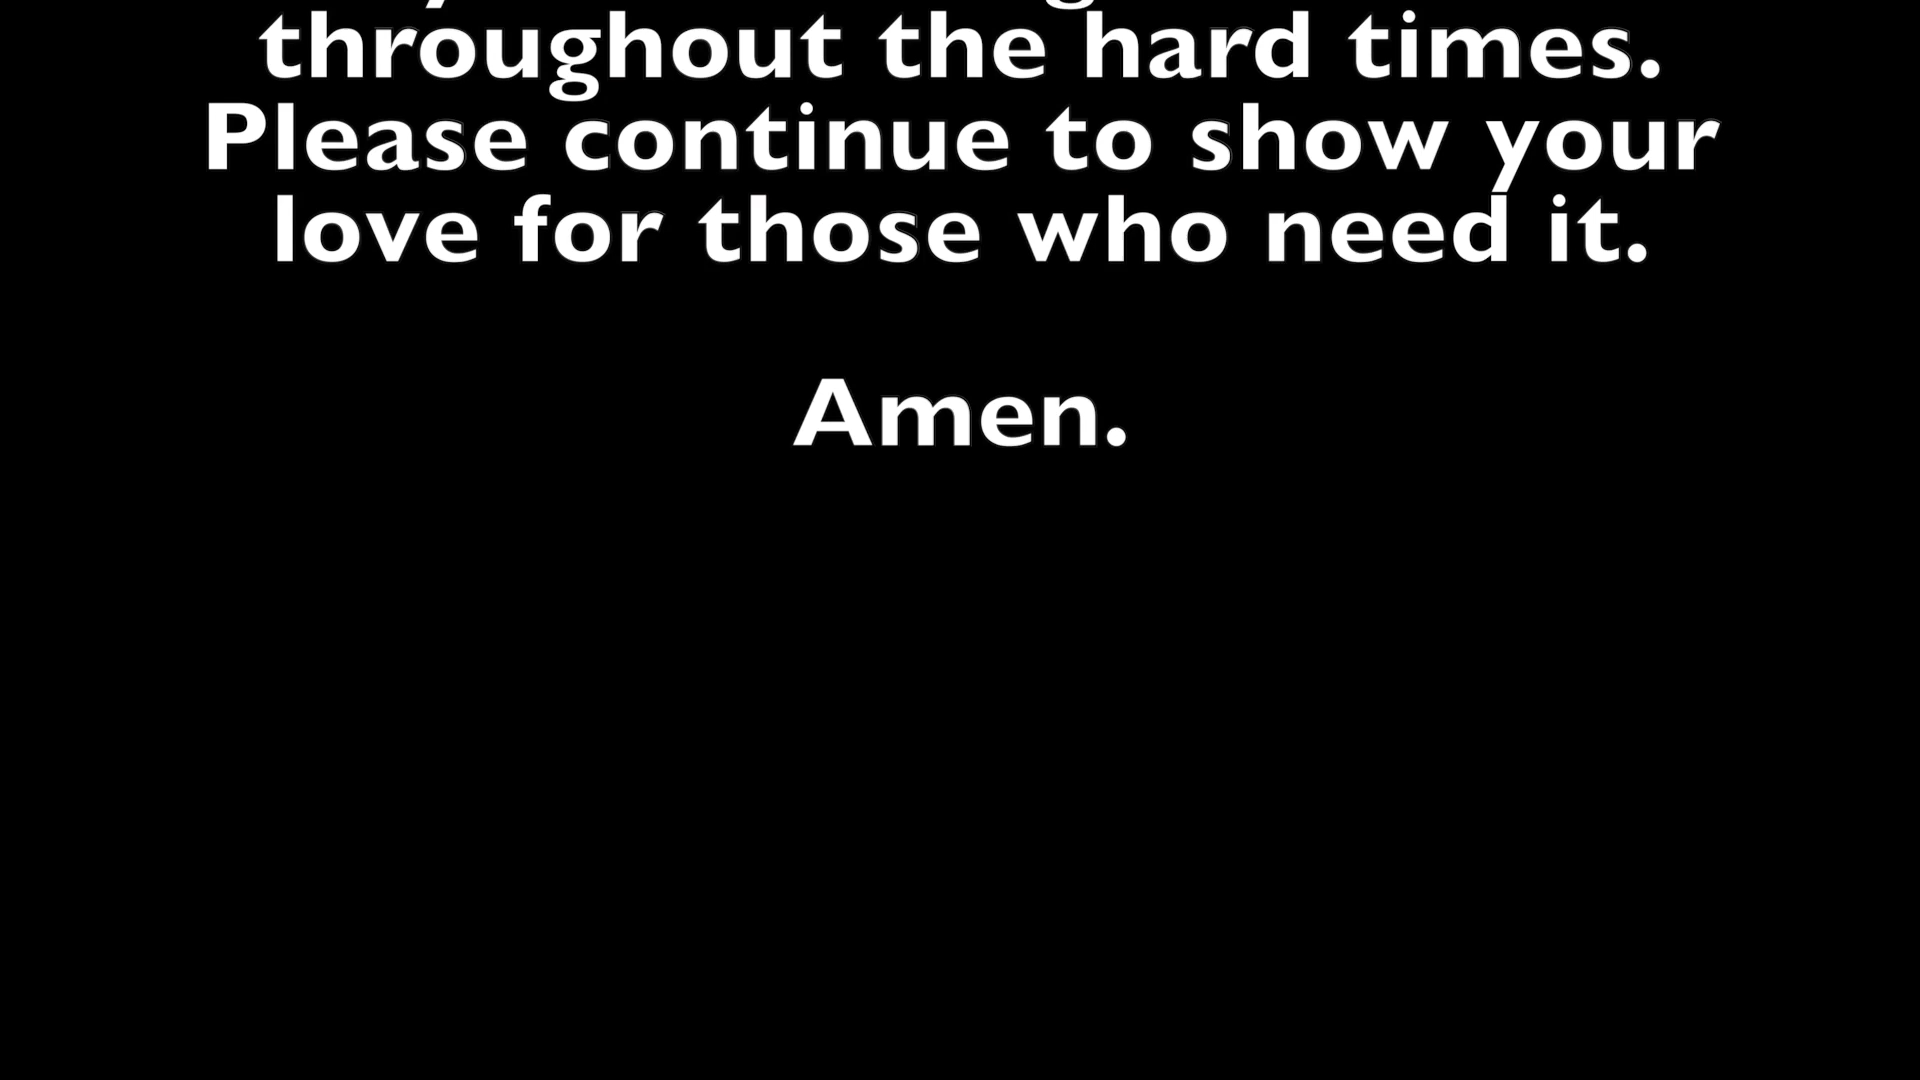 throughout the hard times.
Please continue to show your
love for those who need it.
Amen.